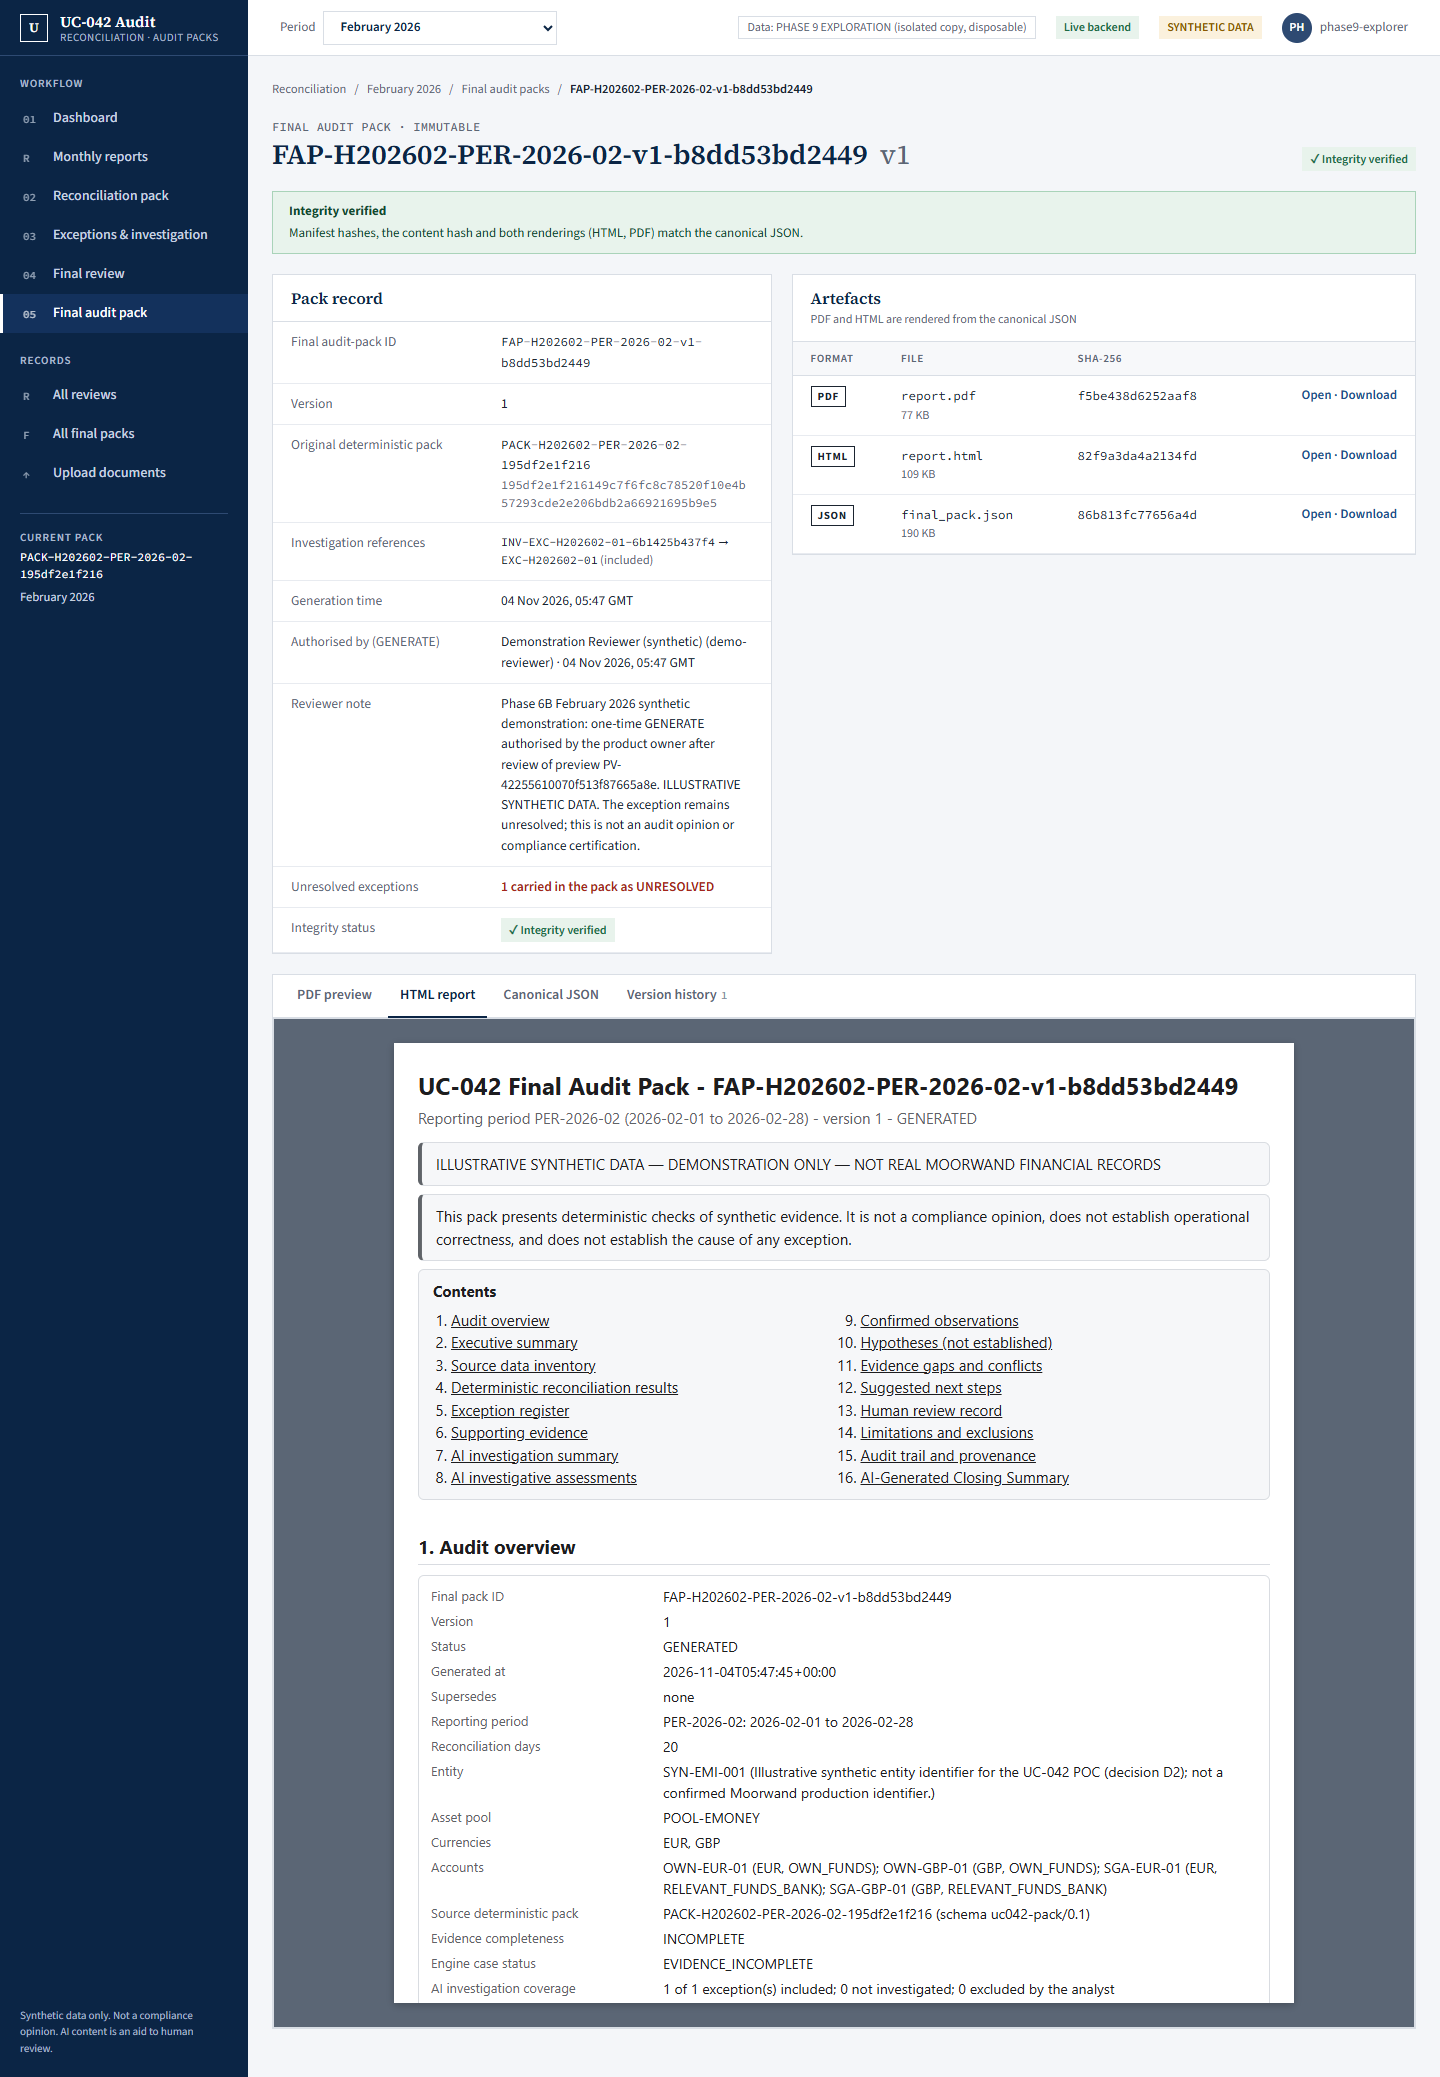 U
UC-042 Audit
RECONCILIATION · AUDIT PACKS
WORKFLOW
01 Dashboard
R Monthly reports
02 Reconciliation pack
03 Exceptions & investigation
04 Final review
05 Final audit pack
RECORDS
R All reviews
F All final packs
↑ Upload documents
CURRENT PACK
PACK-H202602-PER-2026-02-
195df2e1f216
February 2026
Synthetic data only. Not a compliance
opinion. AI content is an aid to human
review.
Period February 2026
Data: PHASE 9 EXPLORATION (isolated copy, disposable)
Live backend
SYNTHETIC DATA
PH phase9-explorer
Reconciliation / February 2026 / Final audit packs / FAP-H202602-PER-2026-02-v1-b8dd53bd2449
FINAL AUDIT PACK · IMMUTABLE
FAP-H202602-PER-2026-02-v1-b8dd53bd2449 v1
✓ Integrity verified
Integrity verified
Manifest hashes, the content hash and both renderings (HTML, PDF) match the canonical JSON.
Pack record
Final audit-pack ID FAP-H202602-PER-2026-02-v1-
b8dd53bd2449
Version 1
Original deterministic pack PACK-H202602-PER-2026-02-
195df2e1f216
195df2e1f216149c7f6fc8c78520f10e4b
57293cde2e206bdb2a66921695b9e5
Investigation references INV-EXC-H202602-01-6b1425b437f4 →
EXC-H202602-01 (included)
Generation time 04 Nov 2026, 05:47 GMT
Authorised by (GENERATE) Demonstration Reviewer (synthetic) (demo-
reviewer) · 04 Nov 2026, 05:47 GMT
Reviewer note Phase 6B February 2026 synthetic
demonstration: one-time GENERATE
authorised by the product owner after
review of preview PV-
42255610070f513f87665a8e. ILLUSTRATIVE
SYNTHETIC DATA. The exception remains
unresolved; this is not an audit opinion or
compliance certification.
Unresolved exceptions 1 carried in the pack as UNRESOLVED
Integrity status ✓ Integrity verified
Artefacts
PDF and HTML are rendered from the canonical JSON
FORMAT FILE SHA-256
PDF report.pdf f5be438d6252aaf8 Open · Download
77 KB
HTML report.html 82f9a3da4a2134fd Open · Download
109 KB
JSON final_pack.json 86b813fc77656a4d Open · Download
190 KB
PDF preview HTML report Canonical JSON Version history 1
UC-042 Final Audit Pack - FAP-H202602-PER-2026-02-v1-b8dd53bd2449
Reporting period PER-2026-02 (2026-02-01 to 2026-02-28) - version 1 - GENERATED
ILLUSTRATIVE SYNTHETIC DATA — DEMONSTRATION ONLY — NOT REAL MOORWAND FINANCIAL RECORDS
This pack presents deterministic checks of synthetic evidence. It is not a compliance opinion, does not establish operational
correctness, and does not establish the cause of any exception.
Contents
1. Audit overview
2. Executive summary
3. Source data inventory
4. Deterministic reconciliation results
5. Exception register
6. Supporting evidence
7. AI investigation summary
8. AI investigative assessments
9. Confirmed observations
10. Hypotheses (not established)
11. Evidence gaps and conflicts
12. Suggested next steps
13. Human review record
14. Limitations and exclusions
15. Audit trail and provenance
16. AI-Generated Closing Summary
1. Audit overview
Final pack ID FAP-H202602-PER-2026-02-v1-b8dd53bd2449
Version 1
Status GENERATED
Generated at 2026-11-04T05:47:45+00:00
Supersedes none
Reporting period PER-2026-02: 2026-02-01 to 2026-02-28
Reconciliation days 20
Entity SYN-EMI-001 (Illustrative synthetic entity identifier for the UC-042 POC (decision D2); not a
confirmed Moorwand production identifier.)
Asset pool POOL-EMONEY
Currencies EUR, GBP
Accounts OWN-EUR-01 (EUR, OWN_FUNDS); OWN-GBP-01 (GBP, OWN_FUNDS); SGA-EUR-01 (EUR,
RELEVANT_FUNDS_BANK); SGA-GBP-01 (GBP, RELEVANT_FUNDS_BANK)
Source deterministic pack PACK-H202602-PER-2026-02-195df2e1f216 (schema uc042-pack/0.1)
Evidence completeness INCOMPLETE
Engine case status EVIDENCE_INCOMPLETE
AI investigation coverage 1 of 1 exception(s) included; 0 not investigated; 0 excluded by the analyst